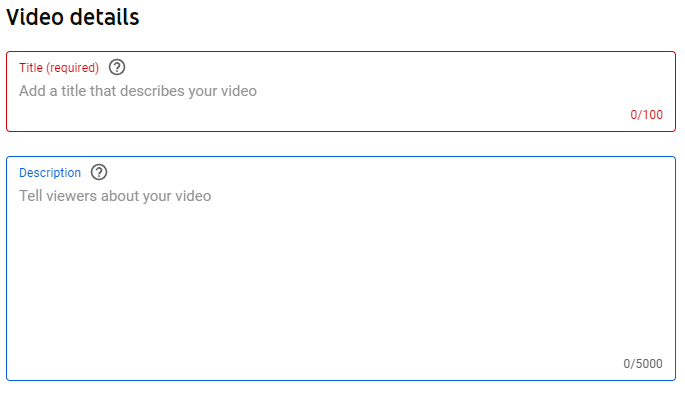 Video details
Title (required) ?
Add a title that describes your video
0/100
Description ?
Tell viewers about your video
0/5000